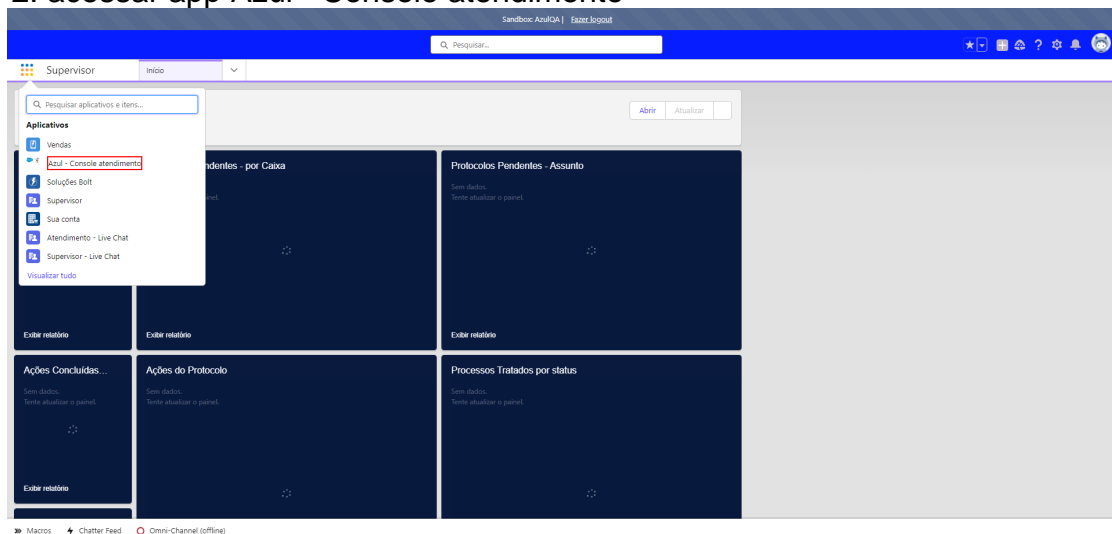 2. acessar app Azul - Console atendimento
Sandbox: AzulQA | Fazer logout
Pesquisar...
Supervisor
Início
Pesquisar aplicativos e itens...
Abrir
Atualizar
Aplicativos
Vendas
Azul - Console atendimento
Soluções Bolt
Supervisor
Sua conta
Atendimento - Live Chat
Supervisor - Live Chat
Visualizar tudo
ndentes - por Caixa
Protocolos Pendentes - Assunto
Sem dados.
Tente atualizar o painel.
Exibir relatório
Exibir relatório
Exibir relatório
Ações Concluídas...
Ações do Protocolo
Processos Tratados por status
Sem dados.
Tente atualizar o painel.
Sem dados.
Tente atualizar o painel.
Sem dados.
Tente atualizar o painel.
Exibir relatório
Macros
Chatter Feed
Omni-Channel (offline)